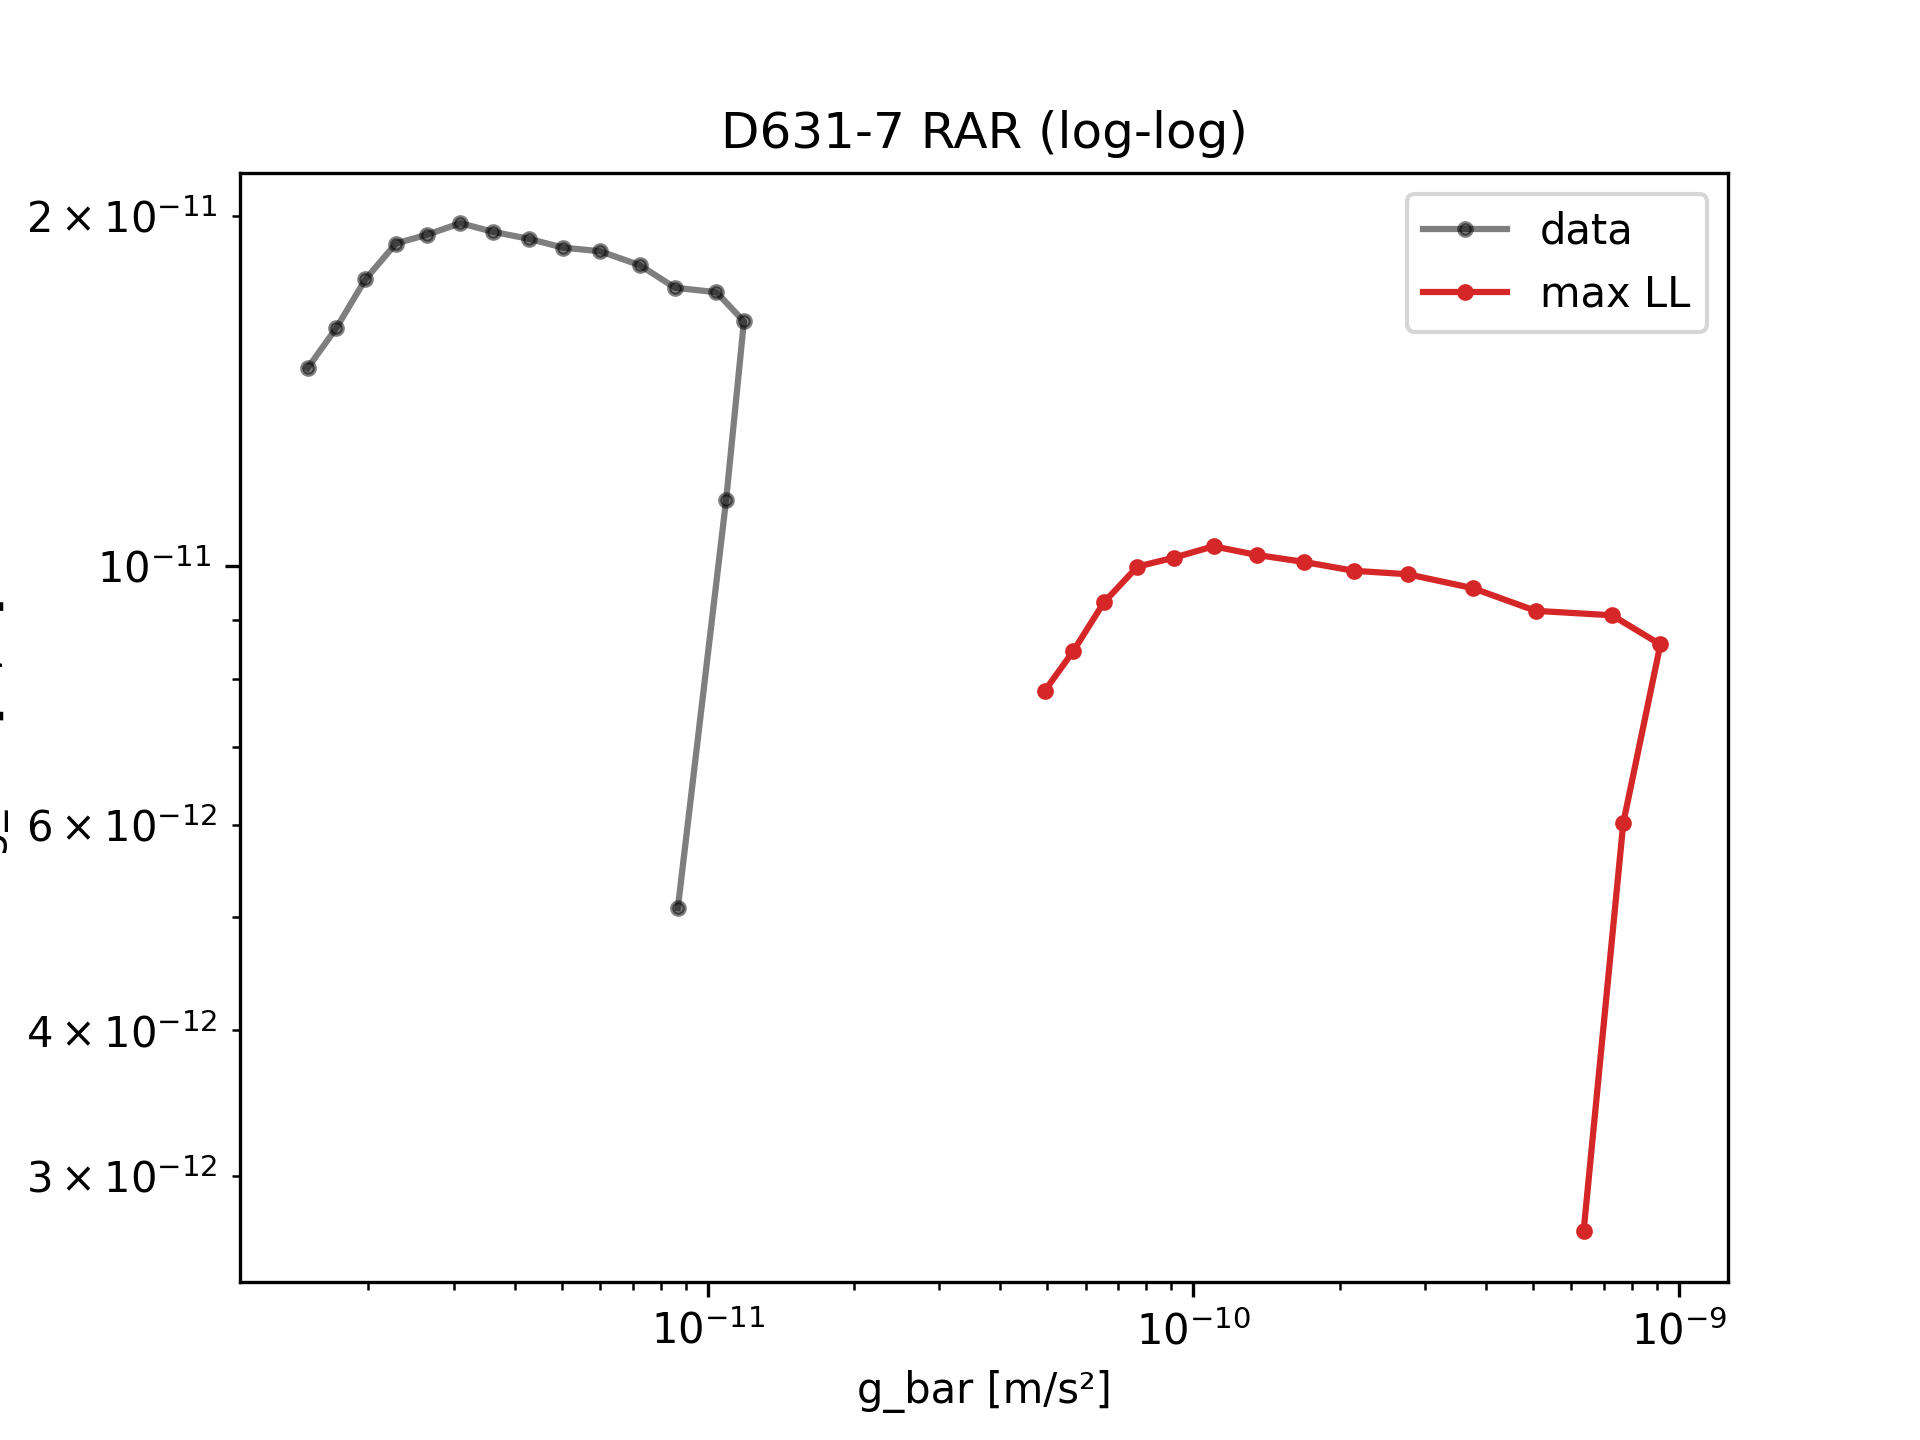 D631-7 RAR (log-log)
data
max LL
2 × 10⁻¹¹
10⁻¹¹
6 × 10⁻¹²
4 × 10⁻¹²
3 × 10⁻¹²
10⁻¹¹ 10⁻¹⁰ 10⁻⁹
g_bar [m/s²]